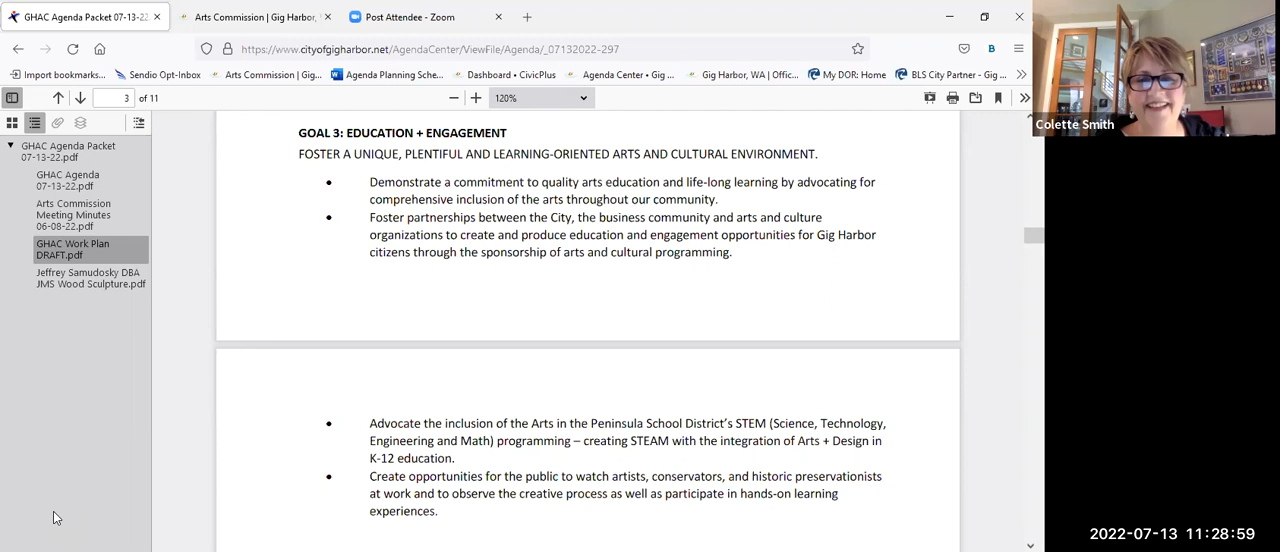 GHAC Agenda Packet 07-13-22.
Arts Commission | Gig Harbor, 
Post Attendee - Zoom
https://www.cityofgigharbor.net/AgendaCenter/ViewFile/Agenda/_07132022-297
Import bookmarks... Sendio Opt-Inbox Arts Commission | Gig... Agenda Planning Sche... Dashboard • CivicPlus Agenda Center • Gig ... Gig Harbor, WA | Offic... My DOR: Home BLS City Partner - Gig ...
3 of 11
120%
Colette Smith
GHAC Agenda Packet
07-13-22.pdf
GHAC Agenda
07-13-22.pdf
Arts Commission
Meeting Minutes
06-08-22.pdf
GHAC Work Plan
DRAFT.pdf
Jeffrey Samudosky DBA
JMS Wood Sculpture.pdf
GOAL 3: EDUCATION + ENGAGEMENT
FOSTER A UNIQUE, PLENTIFUL AND LEARNING-ORIENTED ARTS AND CULTURAL ENVIRONMENT.
• Demonstrate a commitment to quality arts education and life-long learning by advocating for
comprehensive inclusion of the arts throughout our community.
• Foster partnerships between the City, the business community and arts and culture
organizations to create and produce education and engagement opportunities for Gig Harbor
citizens through the sponsorship of arts and cultural programming.
• Advocate the inclusion of the Arts in the Peninsula School District's STEM (Science, Technology,
Engineering and Math) programming – creating STEAM with the integration of Arts + Design in
K-12 education.
• Create opportunities for the public to watch artists, conservators, and historic preservationists
at work and to observe the creative process as well as participate in hands-on learning
experiences.
2022-07-13 11:28:59